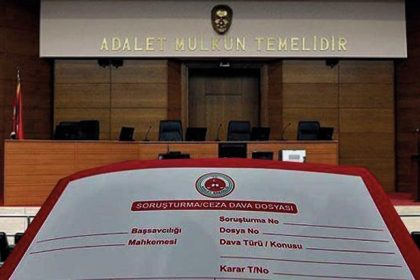 ADALET MÜLKÜN TEMELİDİR
SORUŞTURMA/CEZA DAVA DOSYASI
Soruşturma No
Başsavcılığı
Dosya No
Mahkemesi
Dava Türü / Konusu
Karar T/No